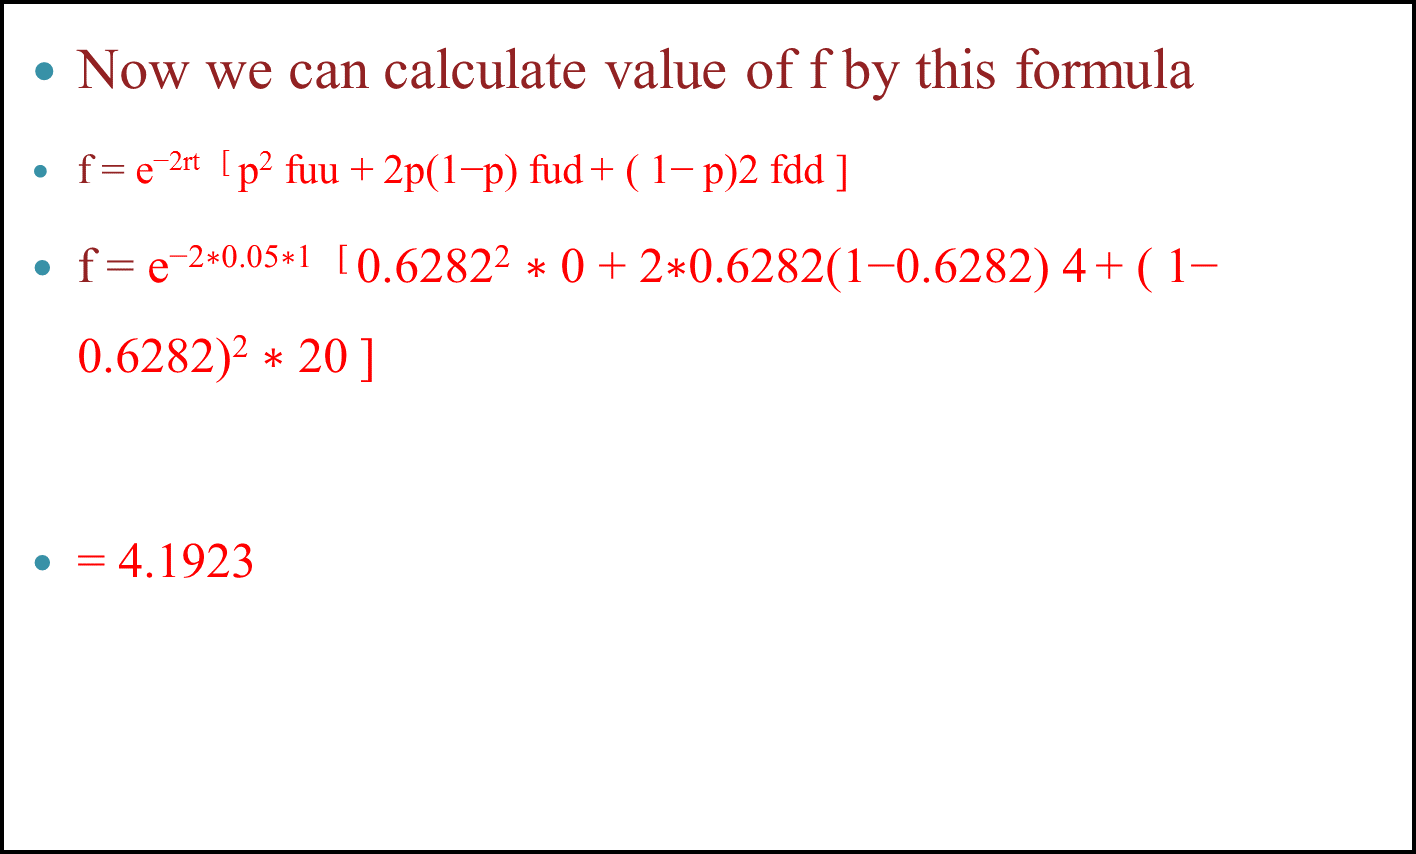 • Now we can calculate value of f by this formula
• f = e⁻²ʳᵗ [ p² fuu + 2p(1−p) fud + ( 1− p)2 fdd ]
• f = e^−2∗0.05∗1 [ 0.6282² ∗ 0 + 2∗0.6282(1−0.6282) 4 + ( 1−
0.6282)² ∗ 20 ]
• = 4.1923